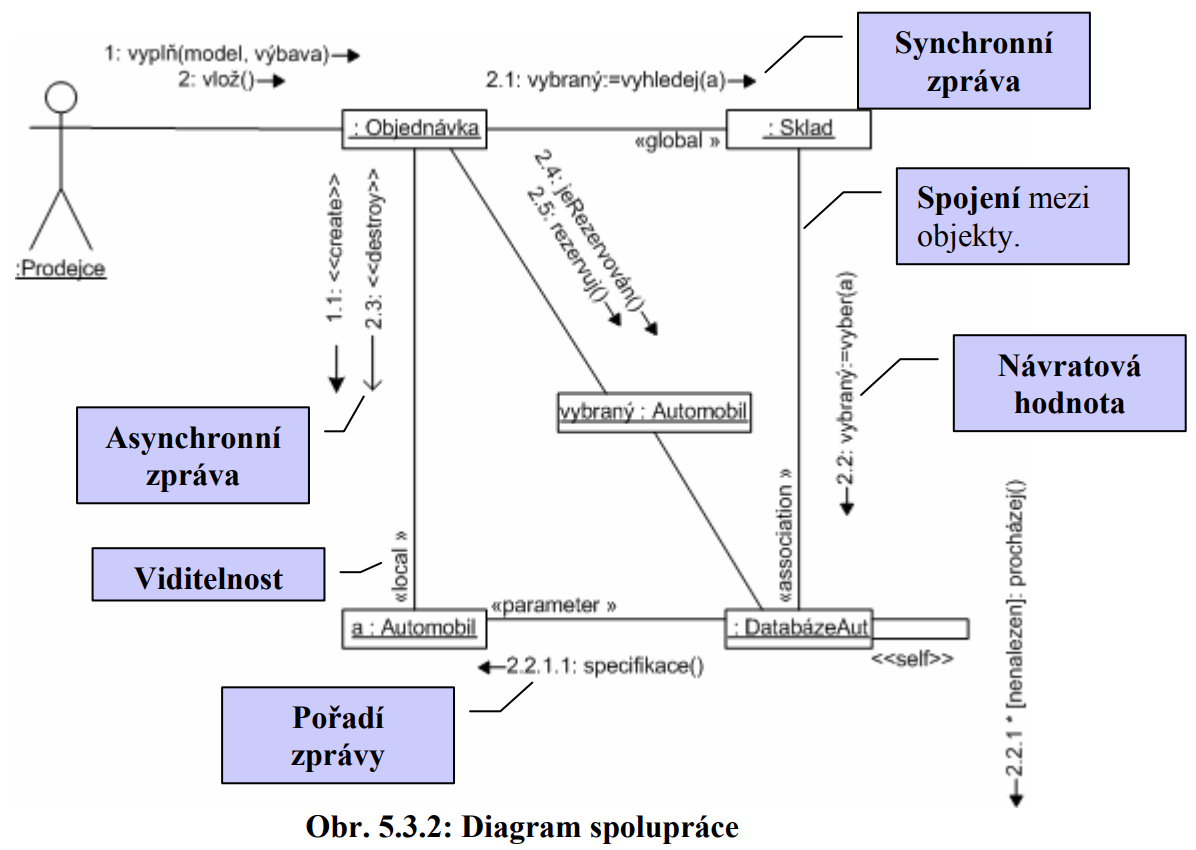 1: vyplň(model, výbava)
2: vlož()
2.1: vybraný:=vyhledej(a)
Synchronní
zpráva
: Objednávka
: Sklad
«global »
:Prodejce
1.1: <<create>>
2.3: <<destroy>>
2.4: jeRezervován()
2.5: rezervuj()
Spojení mezi
objekty.
2.2: vybraný:=vyber(a)
Návratová
hodnota
vybraný : Automobil
Asynchronní
zpráva
Viditelnost
«local »
«association »
2.2.1 * [nenalezen]: procházej()
a : Automobil
«parameter »
: DatabázeAut
<<self>>
2.2.1.1: specifikace()
Pořadí
zprávy
Obr. 5.3.2: Diagram spolupráce